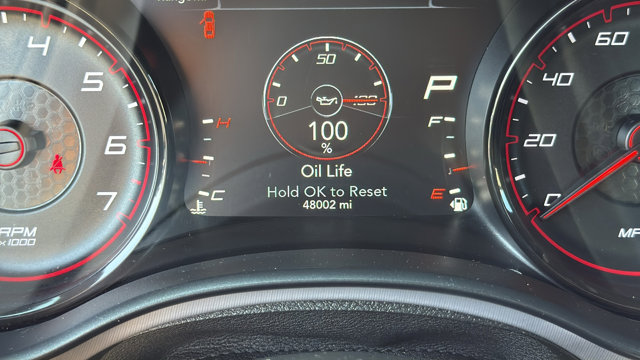 4
5
6
7
RPM
x1000
50
0
100
100
%
Oil Life
Hold OK to Reset
48002 mi
H
C
P
F
E
60
40
20
0